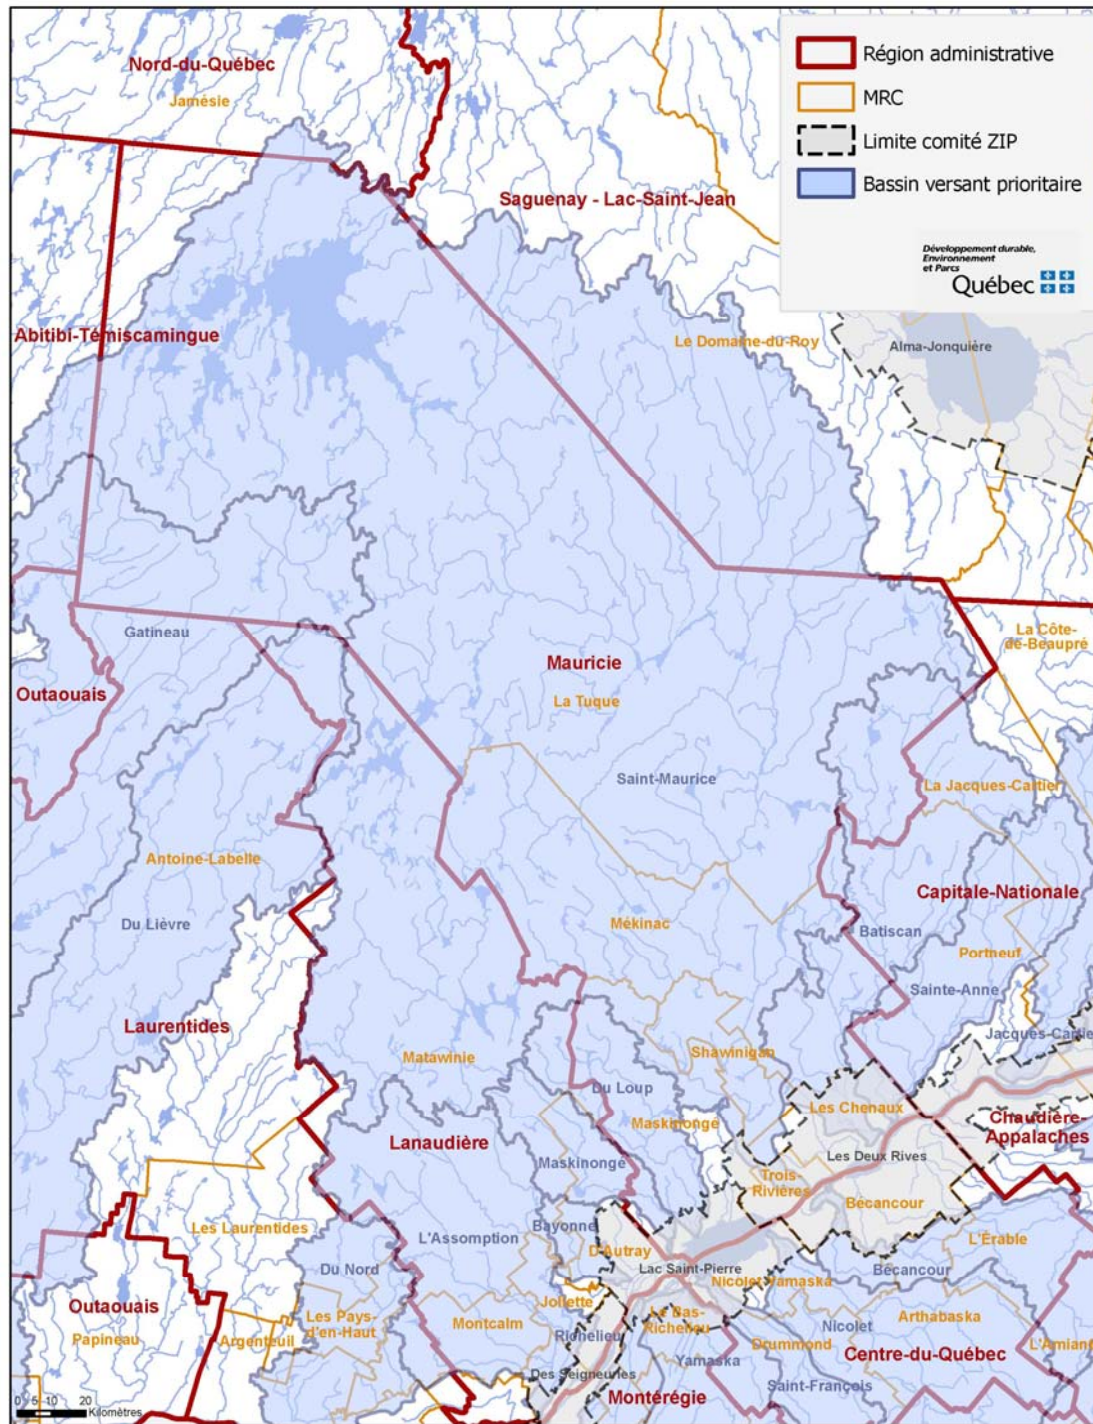 Région administrative
MRC
Limite comité ZIP
Bassin versant prioritaire
Développement durable,
Environnement
et Parcs
Québec
Nord-du-Québec
Jamésie
Saguenay - Lac-Saint-Jean
Abitibi-Témiscamingue
Le Domaine-du-Roy
Alma-Jonquière
Gatineau
La Côte-
de-Beaupré
Mauricie
Outaouais
La Tuque
Saint-Maurice
La Jacques-Cartier
Antoine-Labelle
Capitale-Nationale
Du Lièvre
Mékinac
Batiscan
Portneuf
Sainte-Anne
Laurentides
Jacques-Cartie
Matawinie
Shawinigan
Du Loup
Les Chenaux
Maskinongé
Chaudière-
Appalaches
Lanaudière
Les Deux Rives
Maskinongé
Trois-
Rivières
Bécancour
Les Laurentides
Bayonne
L'Assomption
L'Érable
D'Autray
Du Nord
Lac Saint-Pierre
Bécancour
Nicolet-Yamaska
Outaouais
Joliette
Papineau
Argenteuil
Les Pays-
d'en-Haut
Montcalm
Le Bas-
Richelieu
Arthabaska
Nicolet
Richelieu
Drummond
L'Amiant
Centre-du-Québec
Yamaska
Des Seigneuries
Saint-François
Montérégie
0 5 10 20
Kilomètres